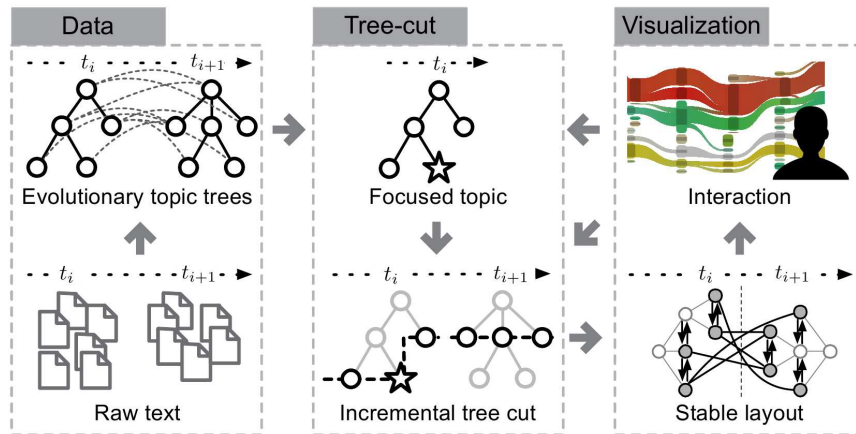 Data
t_i
t_{i+1}
Evolutionary topic trees
t_i
t_{i+1}
Raw text
Tree-cut
t_i
Focused topic
t_i
t_{i+1}
Incremental tree cut
Visualization
Interaction
t_i
t_{i+1}
Stable layout